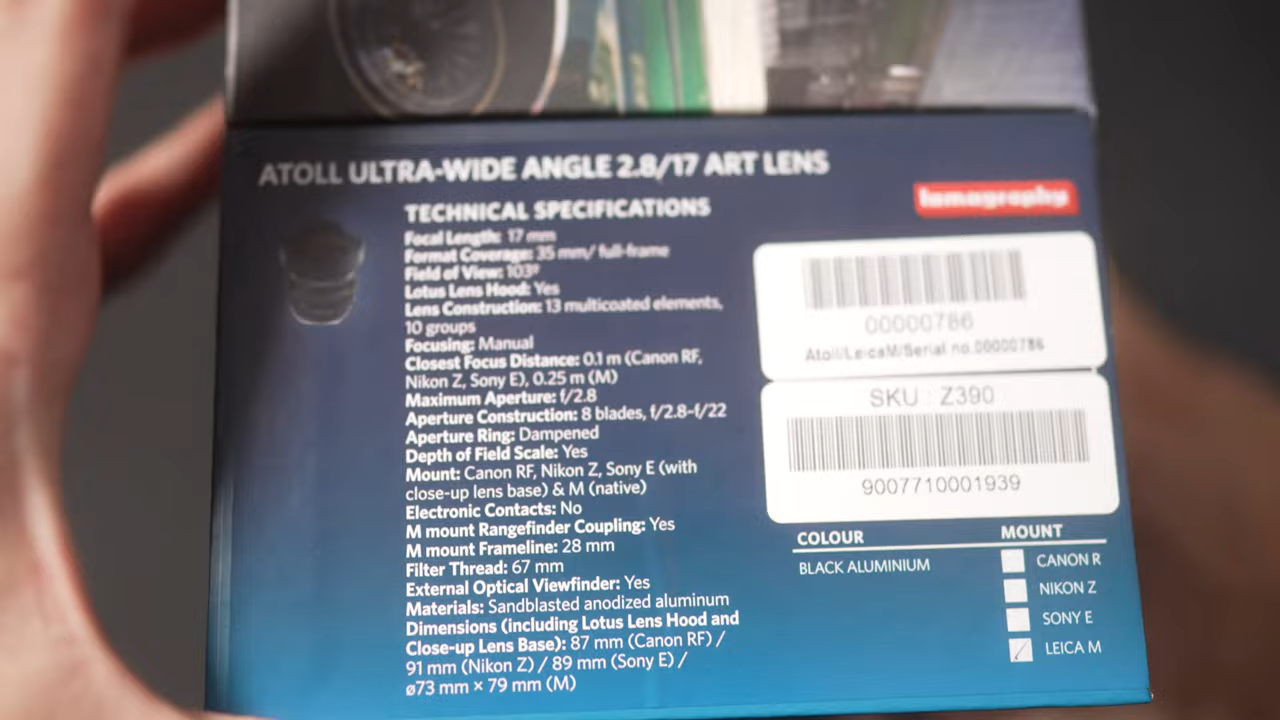 ATOLL ULTRA-WIDE ANGLE 2.8/17 ART LENS
lomography
TECHNICAL SPECIFICATIONS
Focal Length: 17 mm
Format Coverage: 35 mm/ full-frame
Field of View: 103º
Lotus Lens Hood: Yes
Lens Construction: 13 multicoated elements,
10 groups
Focusing: Manual
Closest Focus Distance: 0.1 m (Canon RF,
Nikon Z, Sony E), 0.25 m (M)
Maximum Aperture: f/2.8
Aperture Construction: 8 blades, f/2.8-f/22
Aperture Ring: Dampened
Depth of Field Scale: Yes
Mount: Canon RF, Nikon Z, Sony E (with
close-up lens base) & M (native)
Electronic Contacts: No
M mount Rangefinder Coupling: Yes
M mount Frameline: 28 mm
Filter Thread: 67 mm
External Optical Viewfinder: Yes
Materials: Sandblasted anodized aluminum
Dimensions (including Lotus Lens Hood and
Close-up Lens Base): 87 mm (Canon RF) /
91 mm (Nikon Z) / 89 mm (Sony E) /
ø73 mm × 79 mm (M)
00000786
Atoll/LeicaM/Serial no.00000786
SKU : Z390
9007710001939
COLOUR MOUNT
BLACK ALUMINIUM CANON R
NIKON Z
SONY E
LEICA M